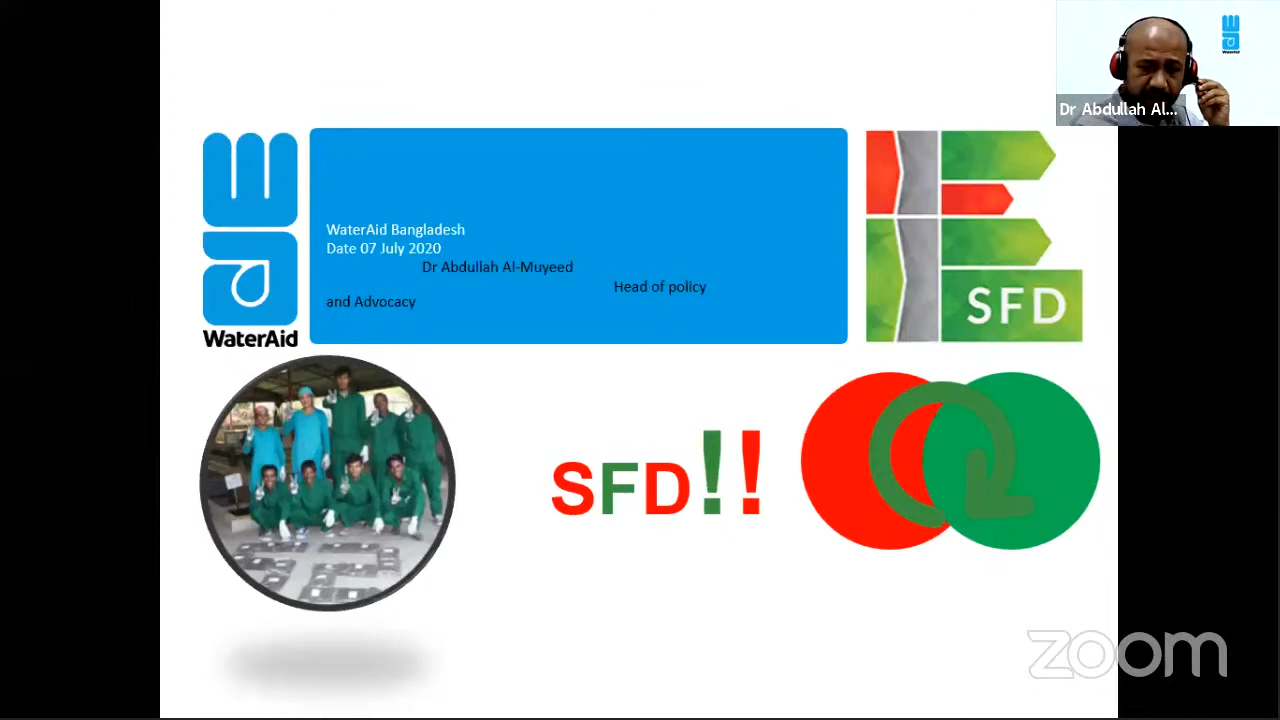 WaterAid
Dr Abdullah Al...
WaterAid Bangladesh
Date 07 July 2020
Dr Abdullah Al-Muyeed
Head of policy
and Advocacy
WaterAid
SFD
SFD!!
zoom